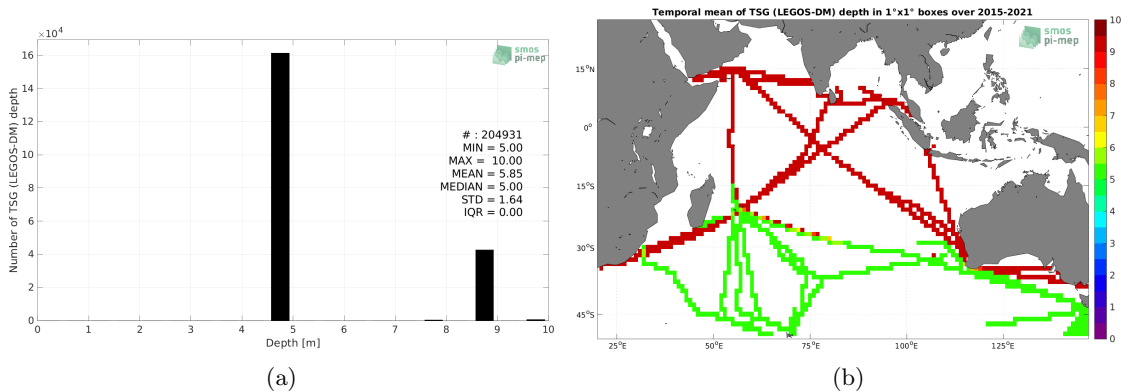 Temporal mean of TSG (LEGOS-DM) depth in 1°x1° boxes over 2015-2021
×10⁴
smos
pi-mep
Number of TSG (LEGOS-DM) depth
16
14
12
10
8
6
4
2
0
# : 204931
MIN = 5.00
MAX = 10.00
MEAN = 5.85
MEDIAN = 5.00
STD = 1.64
IQR = 0.00
0 1 2 3 4 5 6 7 8 9 10
Depth [m]
(a)
smos
pi-mep
15°N
0°
15°S
30°S
45°S
25°E 50°E 75°E 100°E 125°E
10
9
8
7
6
5
4
3
2
1
0
(b)